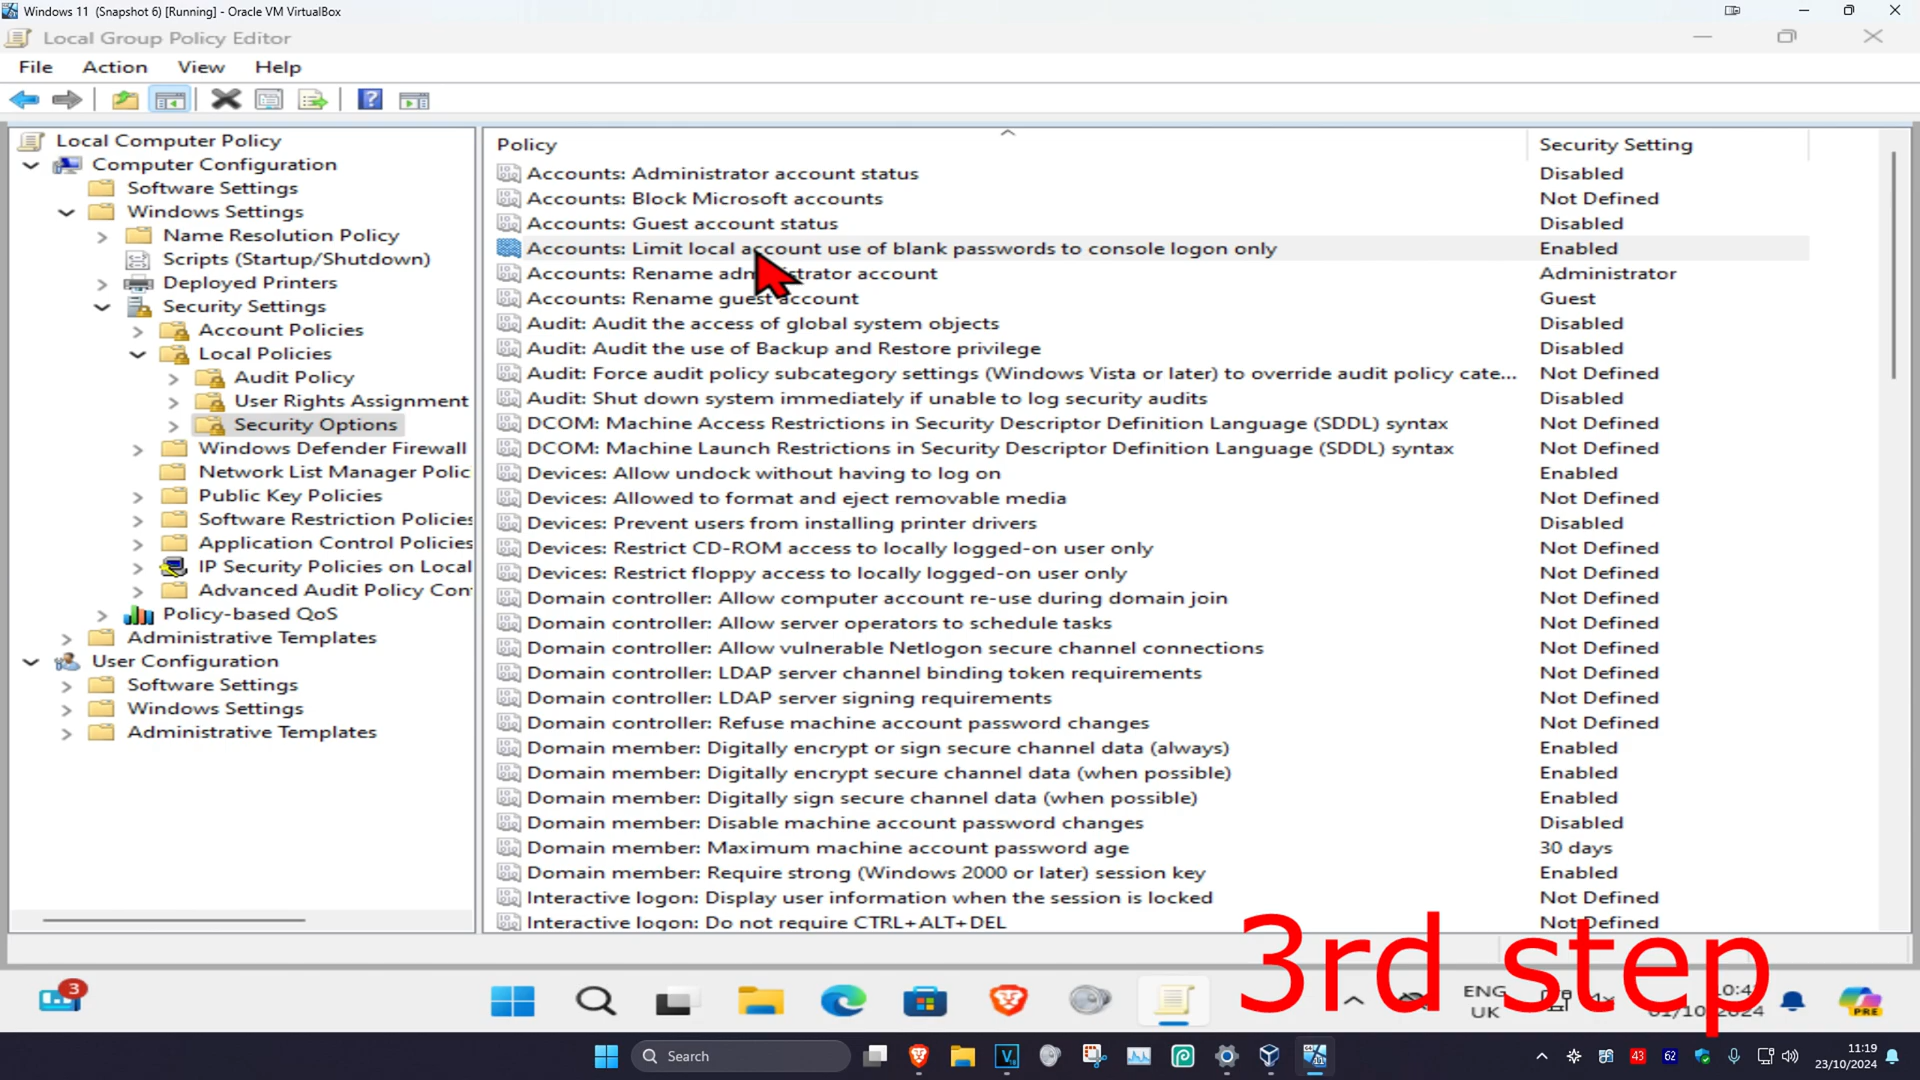 Windows 11 (Snapshot 6) [Running] - Oracle VM VirtualBox
Local Group Policy Editor
File Action View Help
Local Computer Policy
Computer Configuration
Software Settings
Windows Settings
Name Resolution Policy
Scripts (Startup/Shutdown)
Deployed Printers
Security Settings
Account Policies
Local Policies
Audit Policy
User Rights Assignment
Security Options
Windows Defender Firewall
Network List Manager Polic
Public Key Policies
Software Restriction Policies
Application Control Policies
IP Security Policies on Local
Advanced Audit Policy Con
Policy-based QoS
Administrative Templates
User Configuration
Software Settings
Windows Settings
Administrative Templates
Policy Security Setting
Accounts: Administrator account status Disabled
Accounts: Block Microsoft accounts Not Defined
Accounts: Guest account status Disabled
Accounts: Limit local account use of blank passwords to console logon only Enabled
Accounts: Rename administrator account Administrator
Accounts: Rename guest account Guest
Audit: Audit the access of global system objects Disabled
Audit: Audit the use of Backup and Restore privilege Disabled
Audit: Force audit policy subcategory settings (Windows Vista or later) to override audit policy cate... Not Defined
Audit: Shut down system immediately if unable to log security audits Disabled
DCOM: Machine Access Restrictions in Security Descriptor Definition Language (SDDL) syntax Not Defined
DCOM: Machine Launch Restrictions in Security Descriptor Definition Language (SDDL) syntax Not Defined
Devices: Allow undock without having to log on Enabled
Devices: Allowed to format and eject removable media Not Defined
Devices: Prevent users from installing printer drivers Disabled
Devices: Restrict CD-ROM access to locally logged-on user only Not Defined
Devices: Restrict floppy access to locally logged-on user only Not Defined
Domain controller: Allow computer account re-use during domain join Not Defined
Domain controller: Allow server operators to schedule tasks Not Defined
Domain controller: Allow vulnerable Netlogon secure channel connections Not Defined
Domain controller: LDAP server channel binding token requirements Not Defined
Domain controller: LDAP server signing requirements Not Defined
Domain controller: Refuse machine account password changes Not Defined
Domain member: Digitally encrypt or sign secure channel data (always) Enabled
Domain member: Digitally encrypt secure channel data (when possible) Enabled
Domain member: Digitally sign secure channel data (when possible) Enabled
Domain member: Disable machine account password changes Disabled
Domain member: Maximum machine account password age 30 days
Domain member: Require strong (Windows 2000 or later) session key Enabled
Interactive logon: Display user information when the session is locked Not Defined
Interactive logon: Do not require CTRL+ALT+DEL Not Defined
3rd step
3
ENG
UK
01/10/2024
PRE
Search
43
62
11:19
23/10/2024